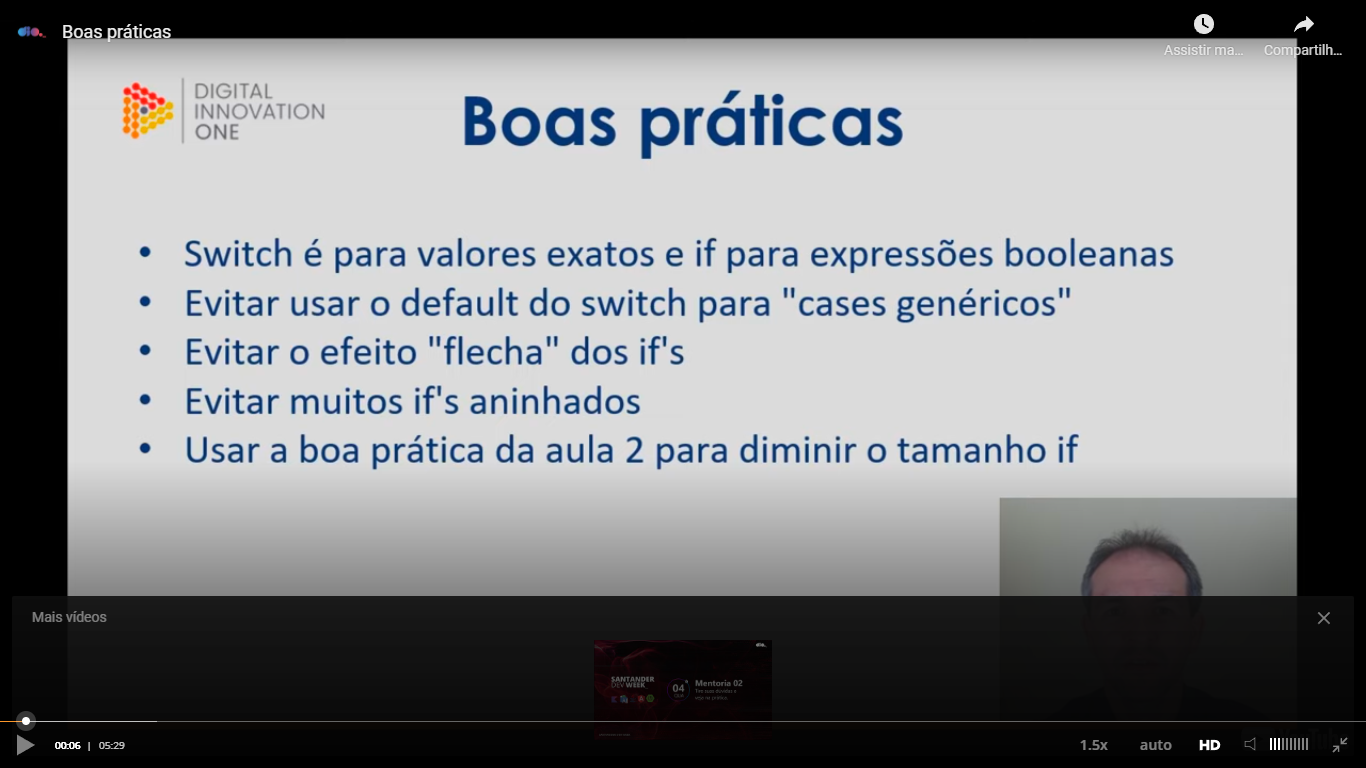 Boas práticas
Assistir ma...
Compartilh...
DIGITAL
INNOVATION
ONE
Boas práticas
• Switch é para valores exatos e if para expressões booleanas
• Evitar usar o default do switch para "cases genéricos"
• Evitar o efeito "flecha" dos if's
• Evitar muitos if's aninhados
• Usar a boa prática da aula 2 para diminir o tamanho if
Mais vídeos
SANTANDER
DEV WEEK
04
Mentoria 02
00:06 | 05:29
1.5x
auto
HD